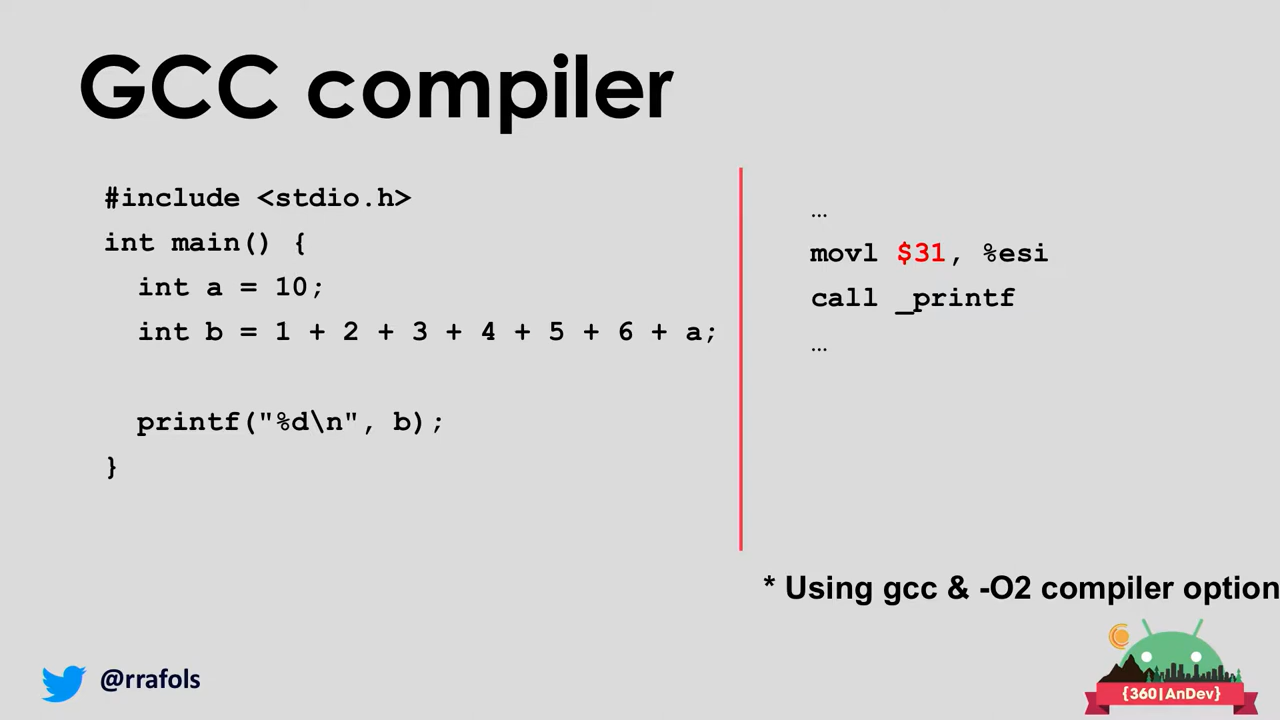 GCC compiler
#include <stdio.h>
int main() {
int a = 10;
int b = 1 + 2 + 3 + 4 + 5 + 6 + a;
printf("%d\n", b);
}
…
movl $31, %esi
call _printf
…
* Using gcc & -O2 compiler option
@rrafols
{360|AnDev}